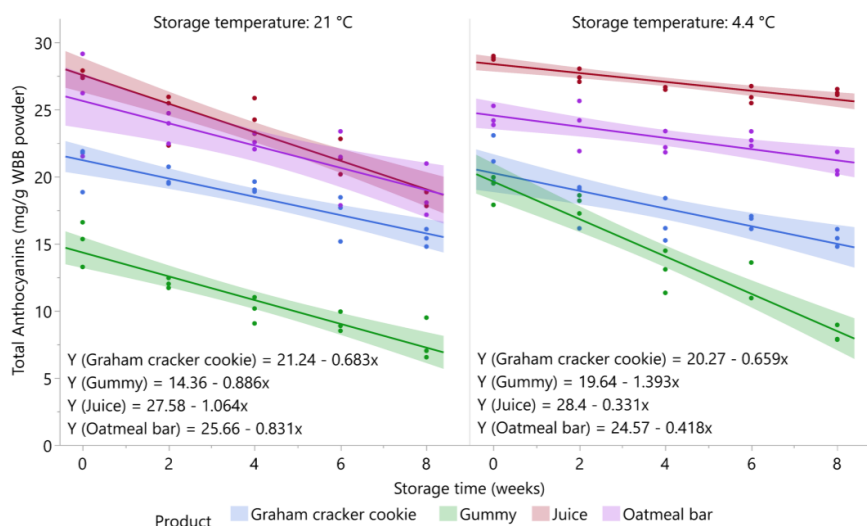 Storage temperature: 21 °C
Storage temperature: 4.4 °C
Total Anthocyanins (mg/g WBB powder)
30
25
20
15
10
5
0
Y (Graham cracker cookie) = 21.24 - 0.683x
Y (Gummy) = 14.36 - 0.886x
Y (Juice) = 27.58 - 1.064x
Y (Oatmeal bar) = 25.66 - 0.831x
Y (Graham cracker cookie) = 20.27 - 0.659x
Y (Gummy) = 19.64 - 1.393x
Y (Juice) = 28.4 - 0.331x
Y (Oatmeal bar) = 24.57 - 0.418x
0 2 4 6 8 0 2 4 6 8
Storage time (weeks)
Product Graham cracker cookie Gummy Juice Oatmeal bar